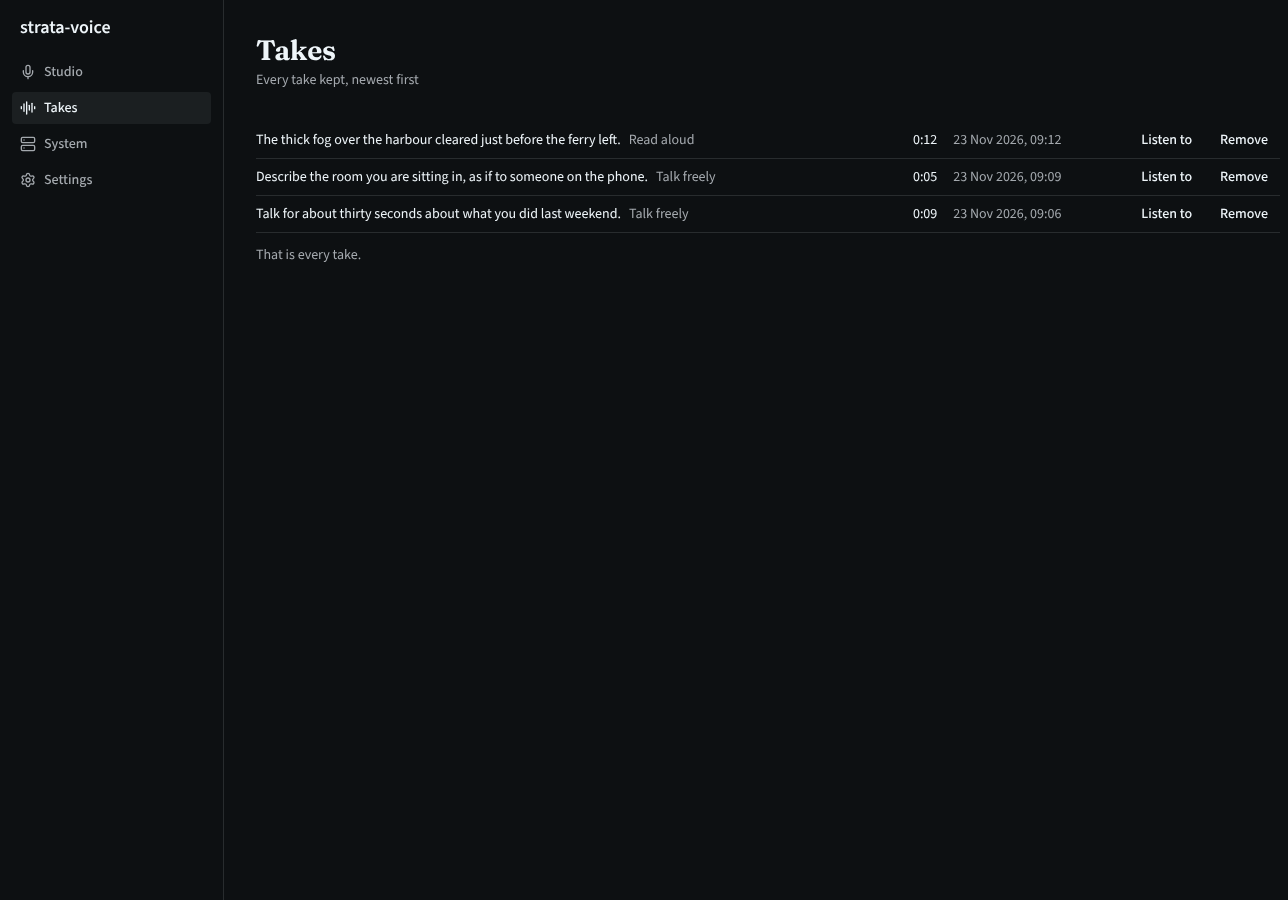 strata-voice
Studio
Takes
System
Settings
Takes
Every take kept, newest first
The thick fog over the harbour cleared just before the ferry left. Read aloud 0:12 23 Nov 2026, 09:12 Listen to Remove
Describe the room you are sitting in, as if to someone on the phone. Talk freely 0:05 23 Nov 2026, 09:09 Listen to Remove
Talk for about thirty seconds about what you did last weekend. Talk freely 0:09 23 Nov 2026, 09:06 Listen to Remove
That is every take.